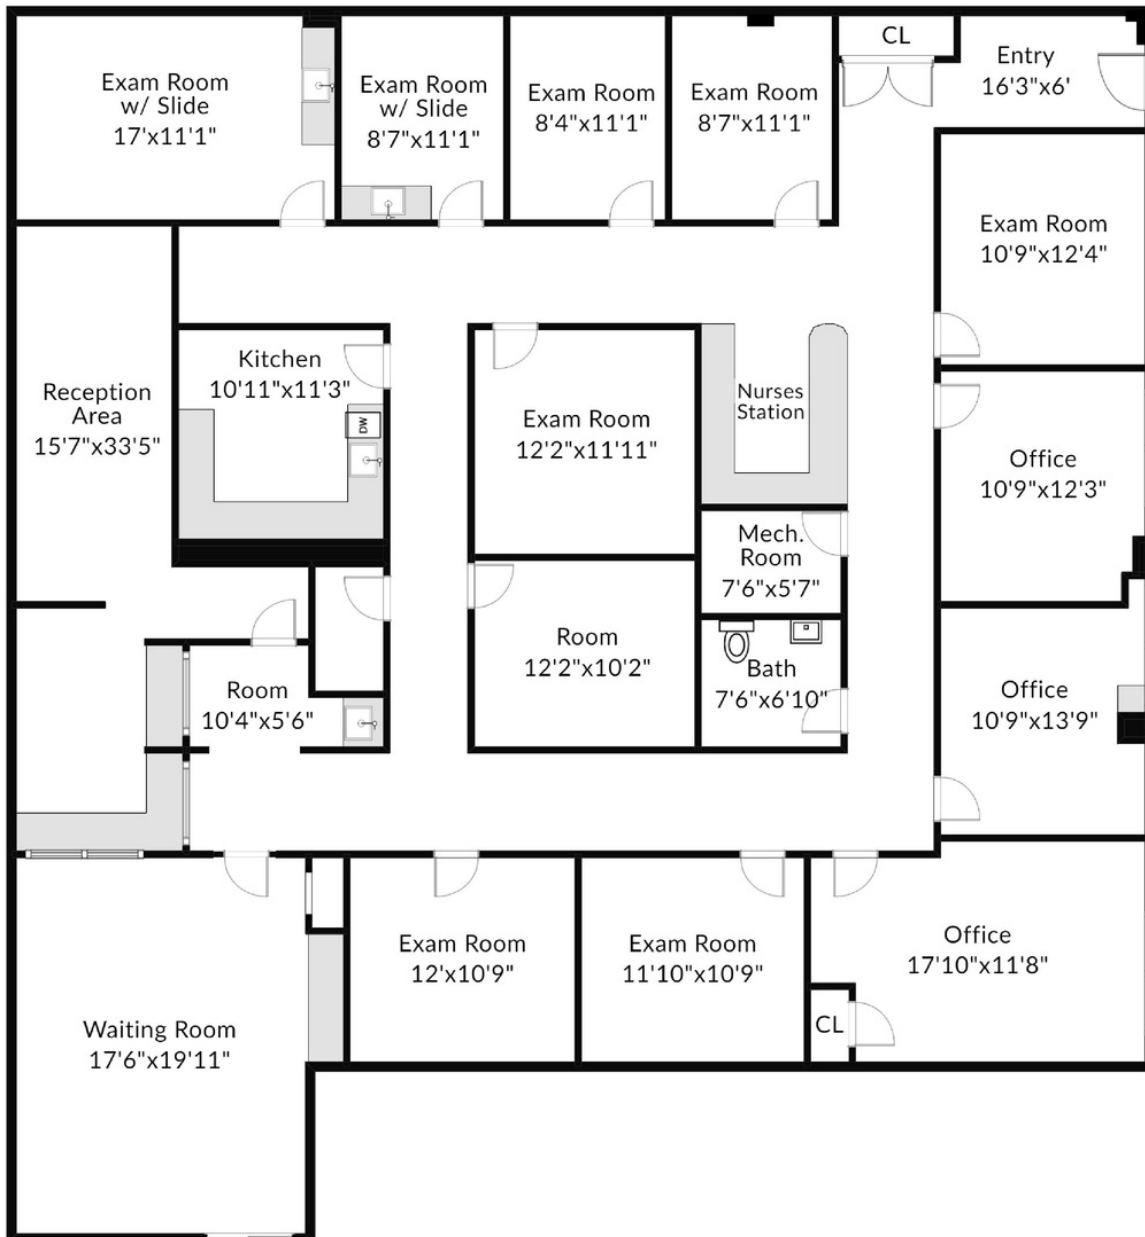 Exam Room
w/ Slide
17'x11'1"
Exam Room
w/ Slide
8'7"x11'1"
Exam Room
8'4"x11'1"
Exam Room
8'7"x11'1"
CL
Entry
16'3"x6'
Exam Room
10'9"x12'4"
Reception
Area
15'7"x33'5"
Kitchen
10'11"x11'3"
DW
Exam Room
12'2"x11'11"
Nurses
Station
Office
10'9"x12'3"
Mech.
Room
7'6"x5'7"
Room
12'2"x10'2"
Bath
7'6"x6'10"
Room
10'4"x5'6"
Office
10'9"x13'9"
Waiting Room
17'6"x19'11"
Exam Room
12'x10'9"
Exam Room
11'10"x10'9"
Office
17'10"x11'8"
CL